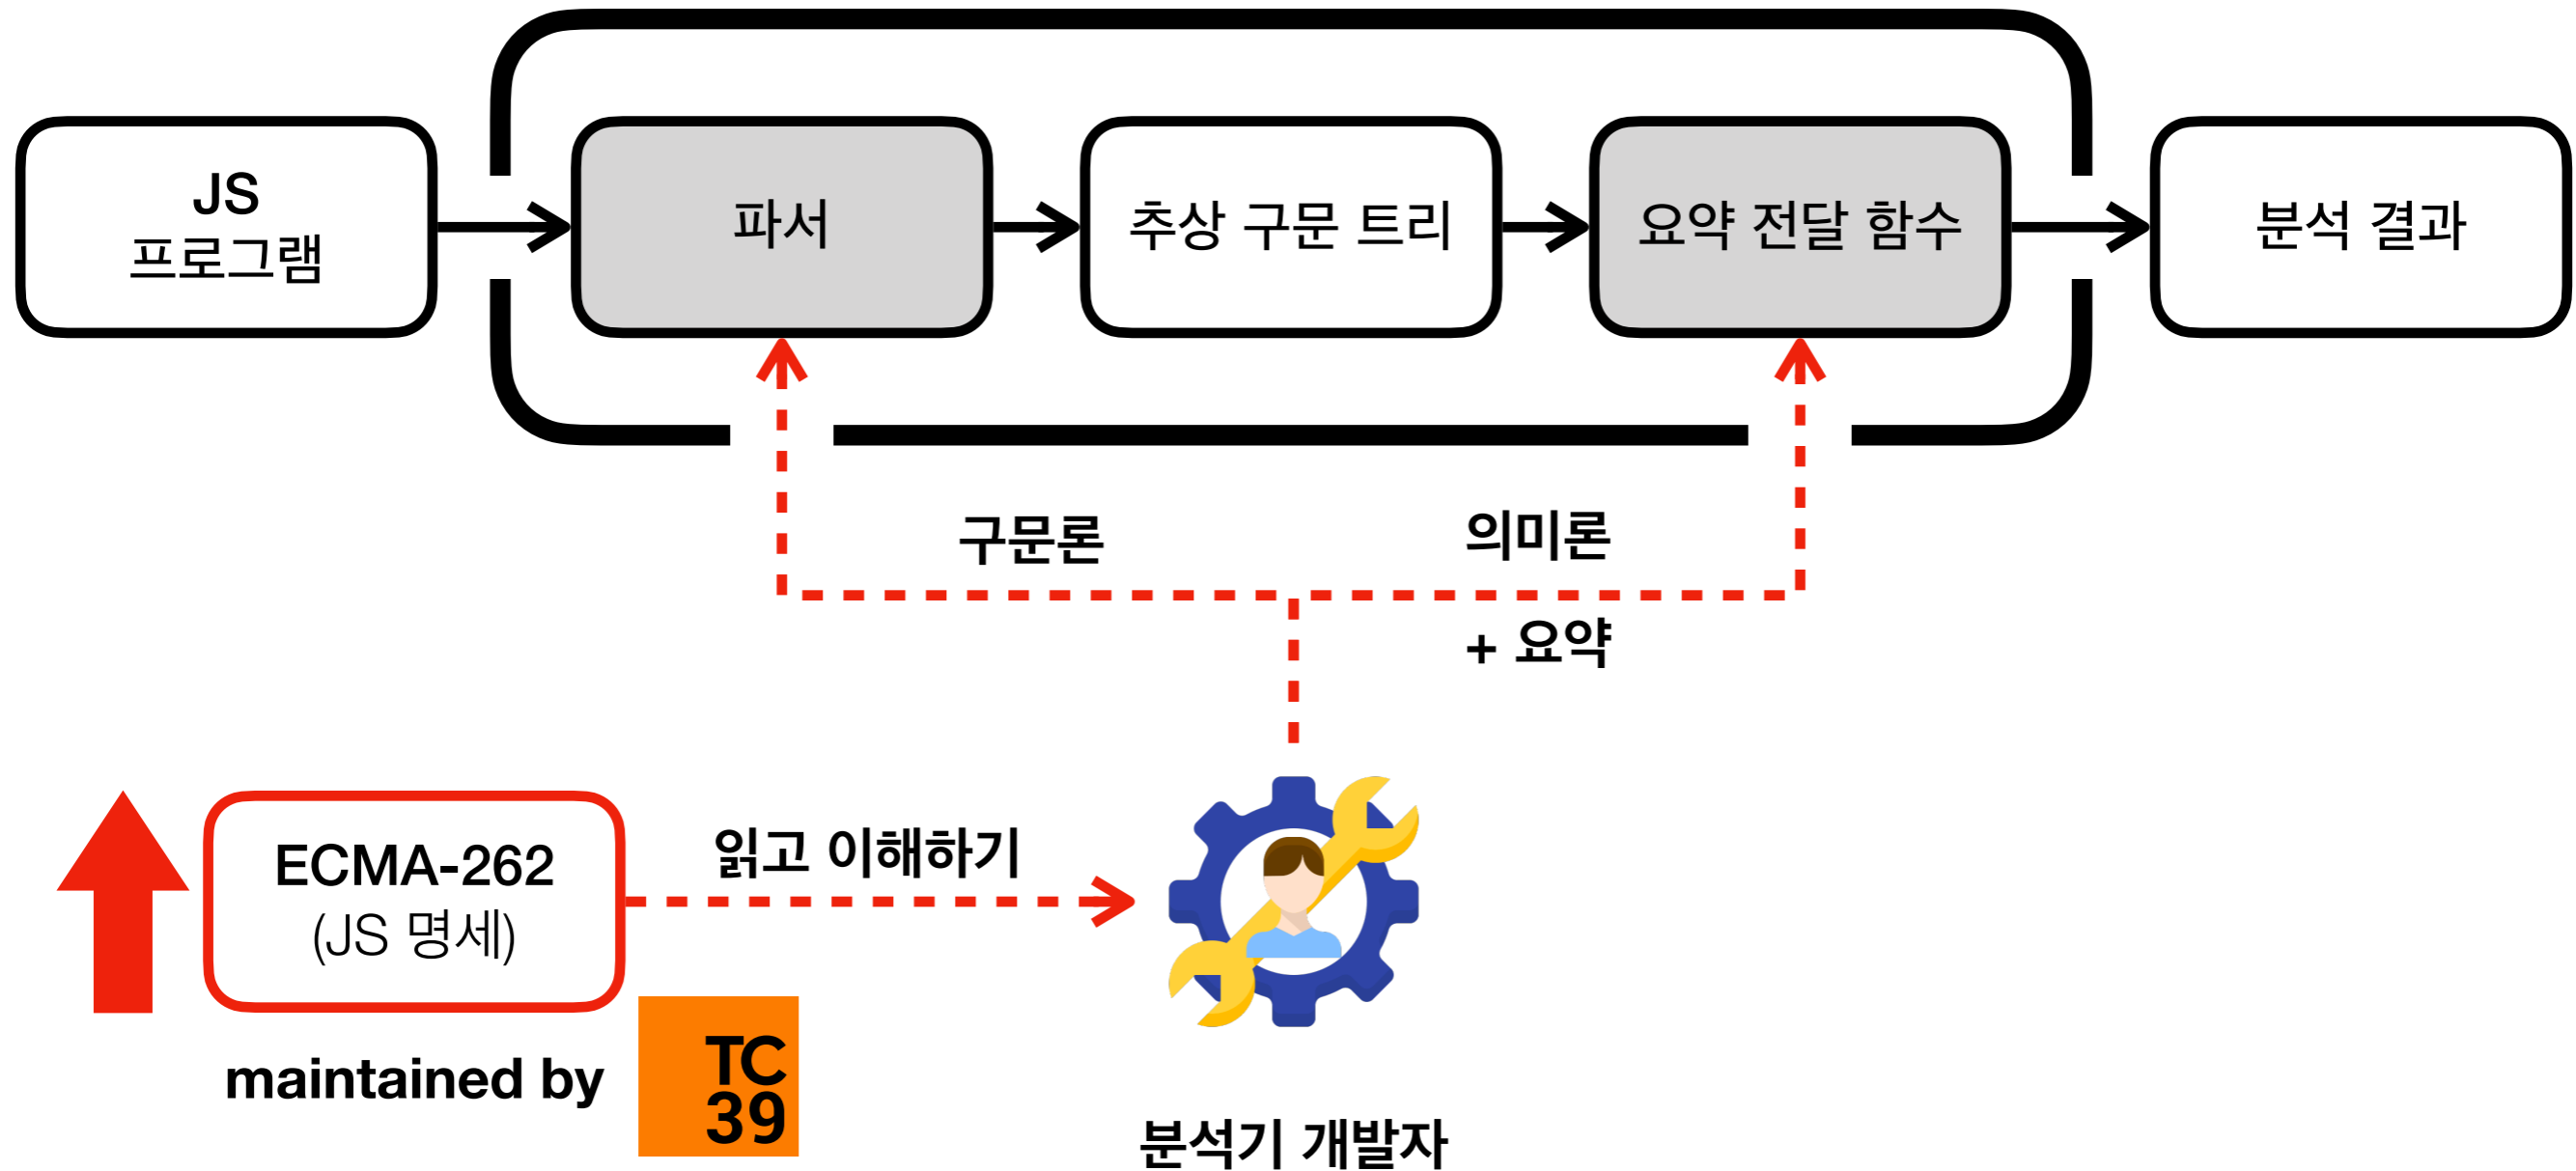 JS
프로그램
파서
추상 구문 트리
요약 전달 함수
분석 결과
구문론
의미론
+ 요약
ECMA-262
(JS 명세)
읽고 이해하기
maintained by
TC
39
분석기 개발자